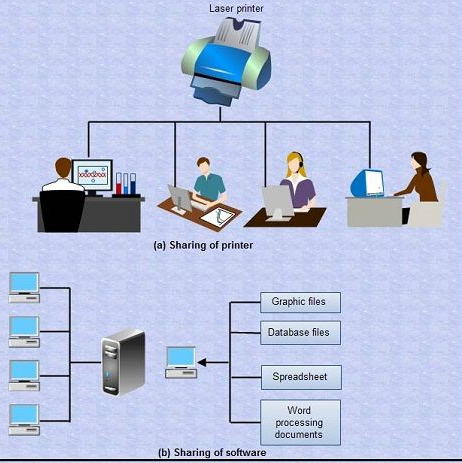 Laser printer
(a) Sharing of printer
Graphic files
Database files
Spreadsheet
Word
processing
documents
(b) Sharing of software